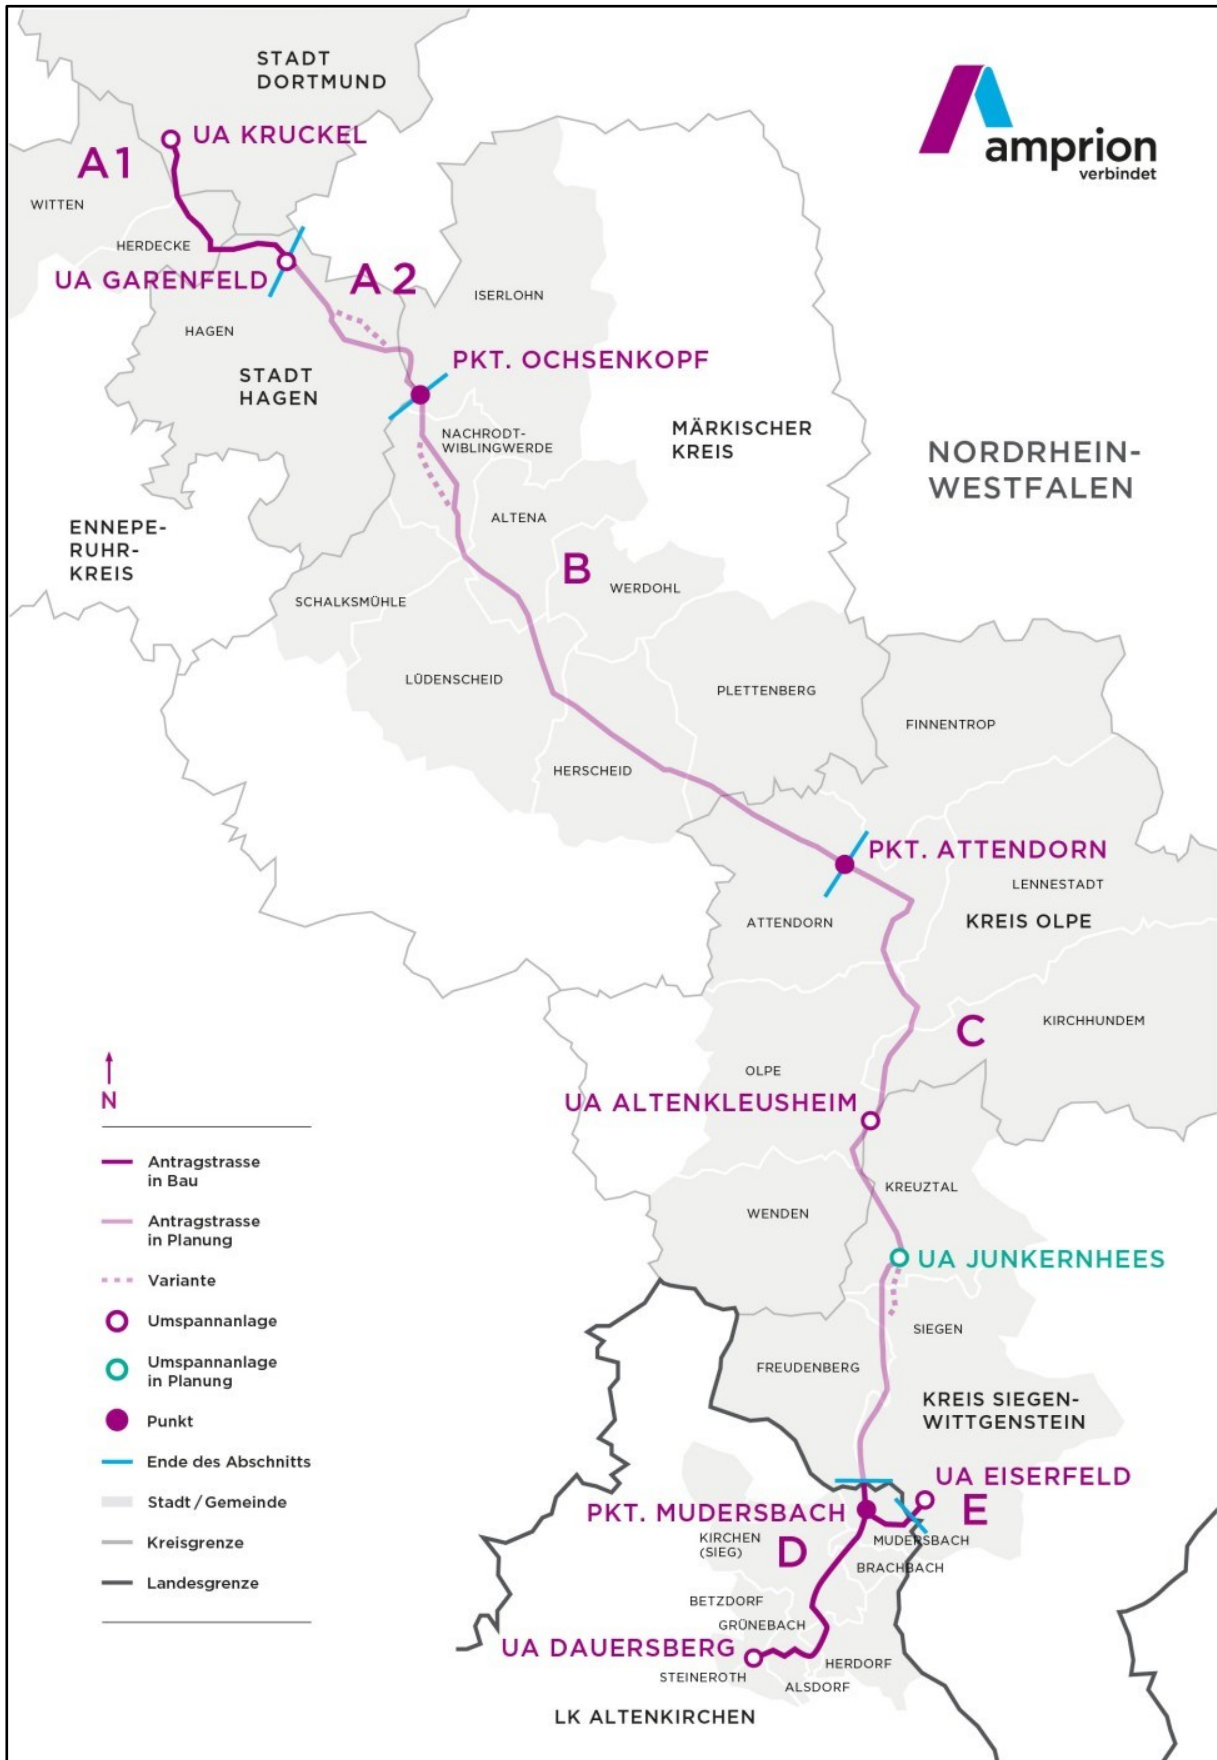 STADT
DORTMUND
UA KRUCKEL
A1
amprion
verbindet
WITTEN
HERDECKE
UA GARENFELD
A 2
ISERLOHN
HAGEN
PKT. OCHSENKOPF
STADT
HAGEN
MÄRKISCHER
KREIS
NACHRODT-
WIBLINGWERDE
NORDRHEIN-
WESTFALEN
ALTENA
ENNEPE-
RUHR-
KREIS
B
WERDOHL
SCHALKSMÜHLE
LÜDENSCHEID
PLETTENBERG
FINNENTROP
HERSCHEID
PKT. ATTENDORN
LENNESTADT
ATTENDORN
KREIS OLPE
C
KIRCHHUNDEM
OLPE
UA ALTENKLEUSHEIM
N
Antragstrasse
in Bau
Antragstrasse
in Planung
Variante
Umspannanlage
Umspannanlage
in Planung
Punkt
Ende des Abschnitts
Stadt / Gemeinde
Kreisgrenze
Landesgrenze
KREUZTAL
WENDEN
UA JUNKERNHEES
SIEGEN
FREUDENBERG
KREIS SIEGEN-
WITTGENSTEIN
UA EISERFELD
PKT. MUDERSBACH
E
KIRCHEN
(SIEG)
D
MUDERSBACH
BRACHBACH
BETZDORF
GRÜNEBACH
UA DAUERSBERG
HERDORF
STEINEROTH
ALSDORF
LK ALTENKIRCHEN